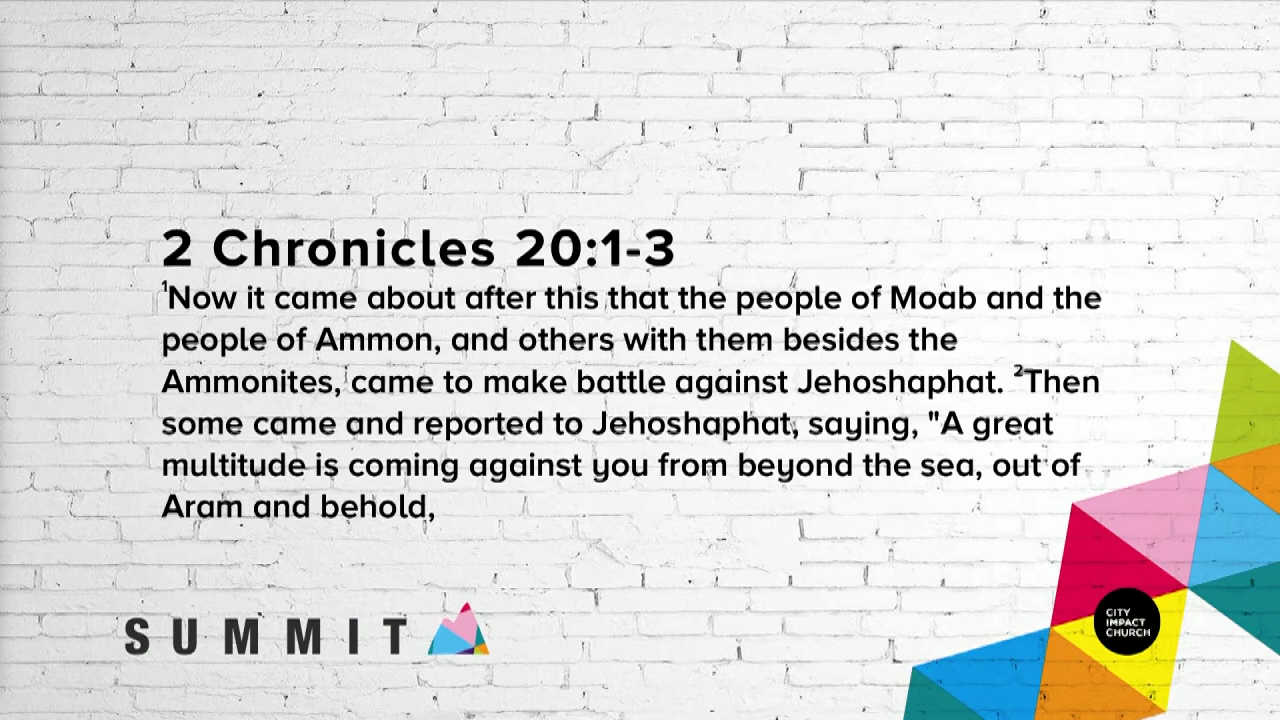 2 Chronicles 20:1-3
¹Now it came about after this that the people of Moab and the
people of Ammon, and others with them besides the
Ammonites, came to make battle against Jehoshaphat. ²Then
some came and reported to Jehoshaphat, saying, "A great
multitude is coming against you from beyond the sea, out of
Aram and behold,
SUMMIT
CITY
IMPACT
CHURCH